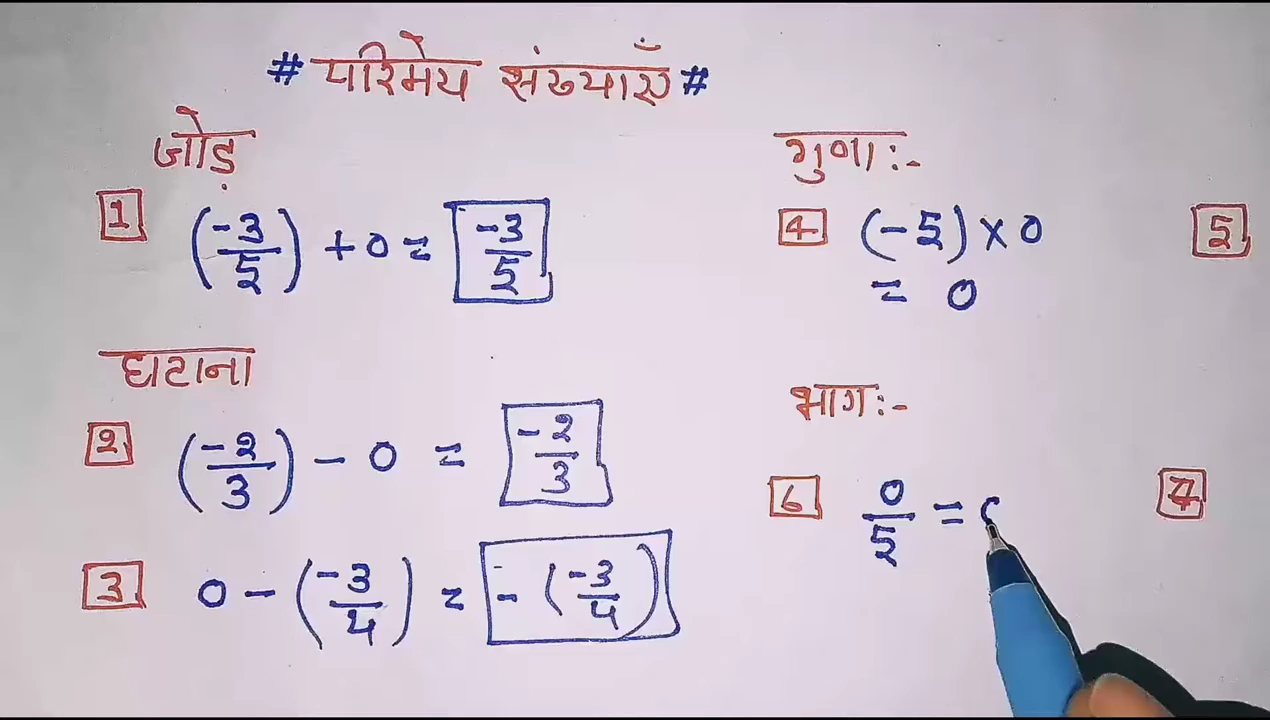 # परिमेय संख्याएँ #
जोड़
1 (-3/5) + 0 = -3/5
घटाना
2 (-2/3) - 0 = -2/3
3 0 - (-3/4) = - (-3/4)
गुणा:-
4 (-5) × 0
= 0
5
भाग:-
6 0/5 =
7